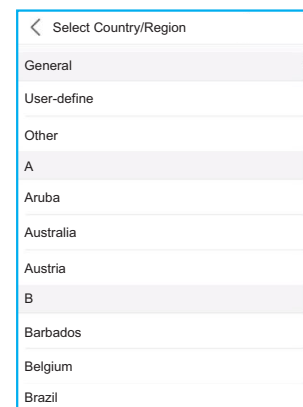 Select Country/Region
General
User-define
Other
A
Aruba
Australia
Austria
B
Barbados
Belgium
Brazil